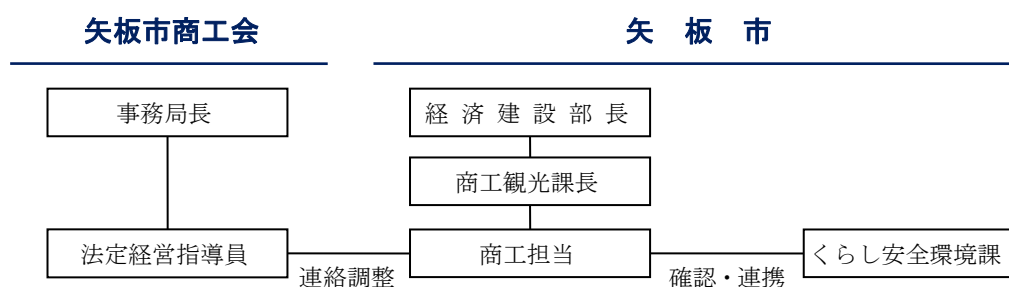 矢板市商工会
矢 板 市
事務局長
経 済 建 設 部 長
商工観光課長
法定経営指導員
商工担当
くらし安全環境課
連絡調整
確認・連携